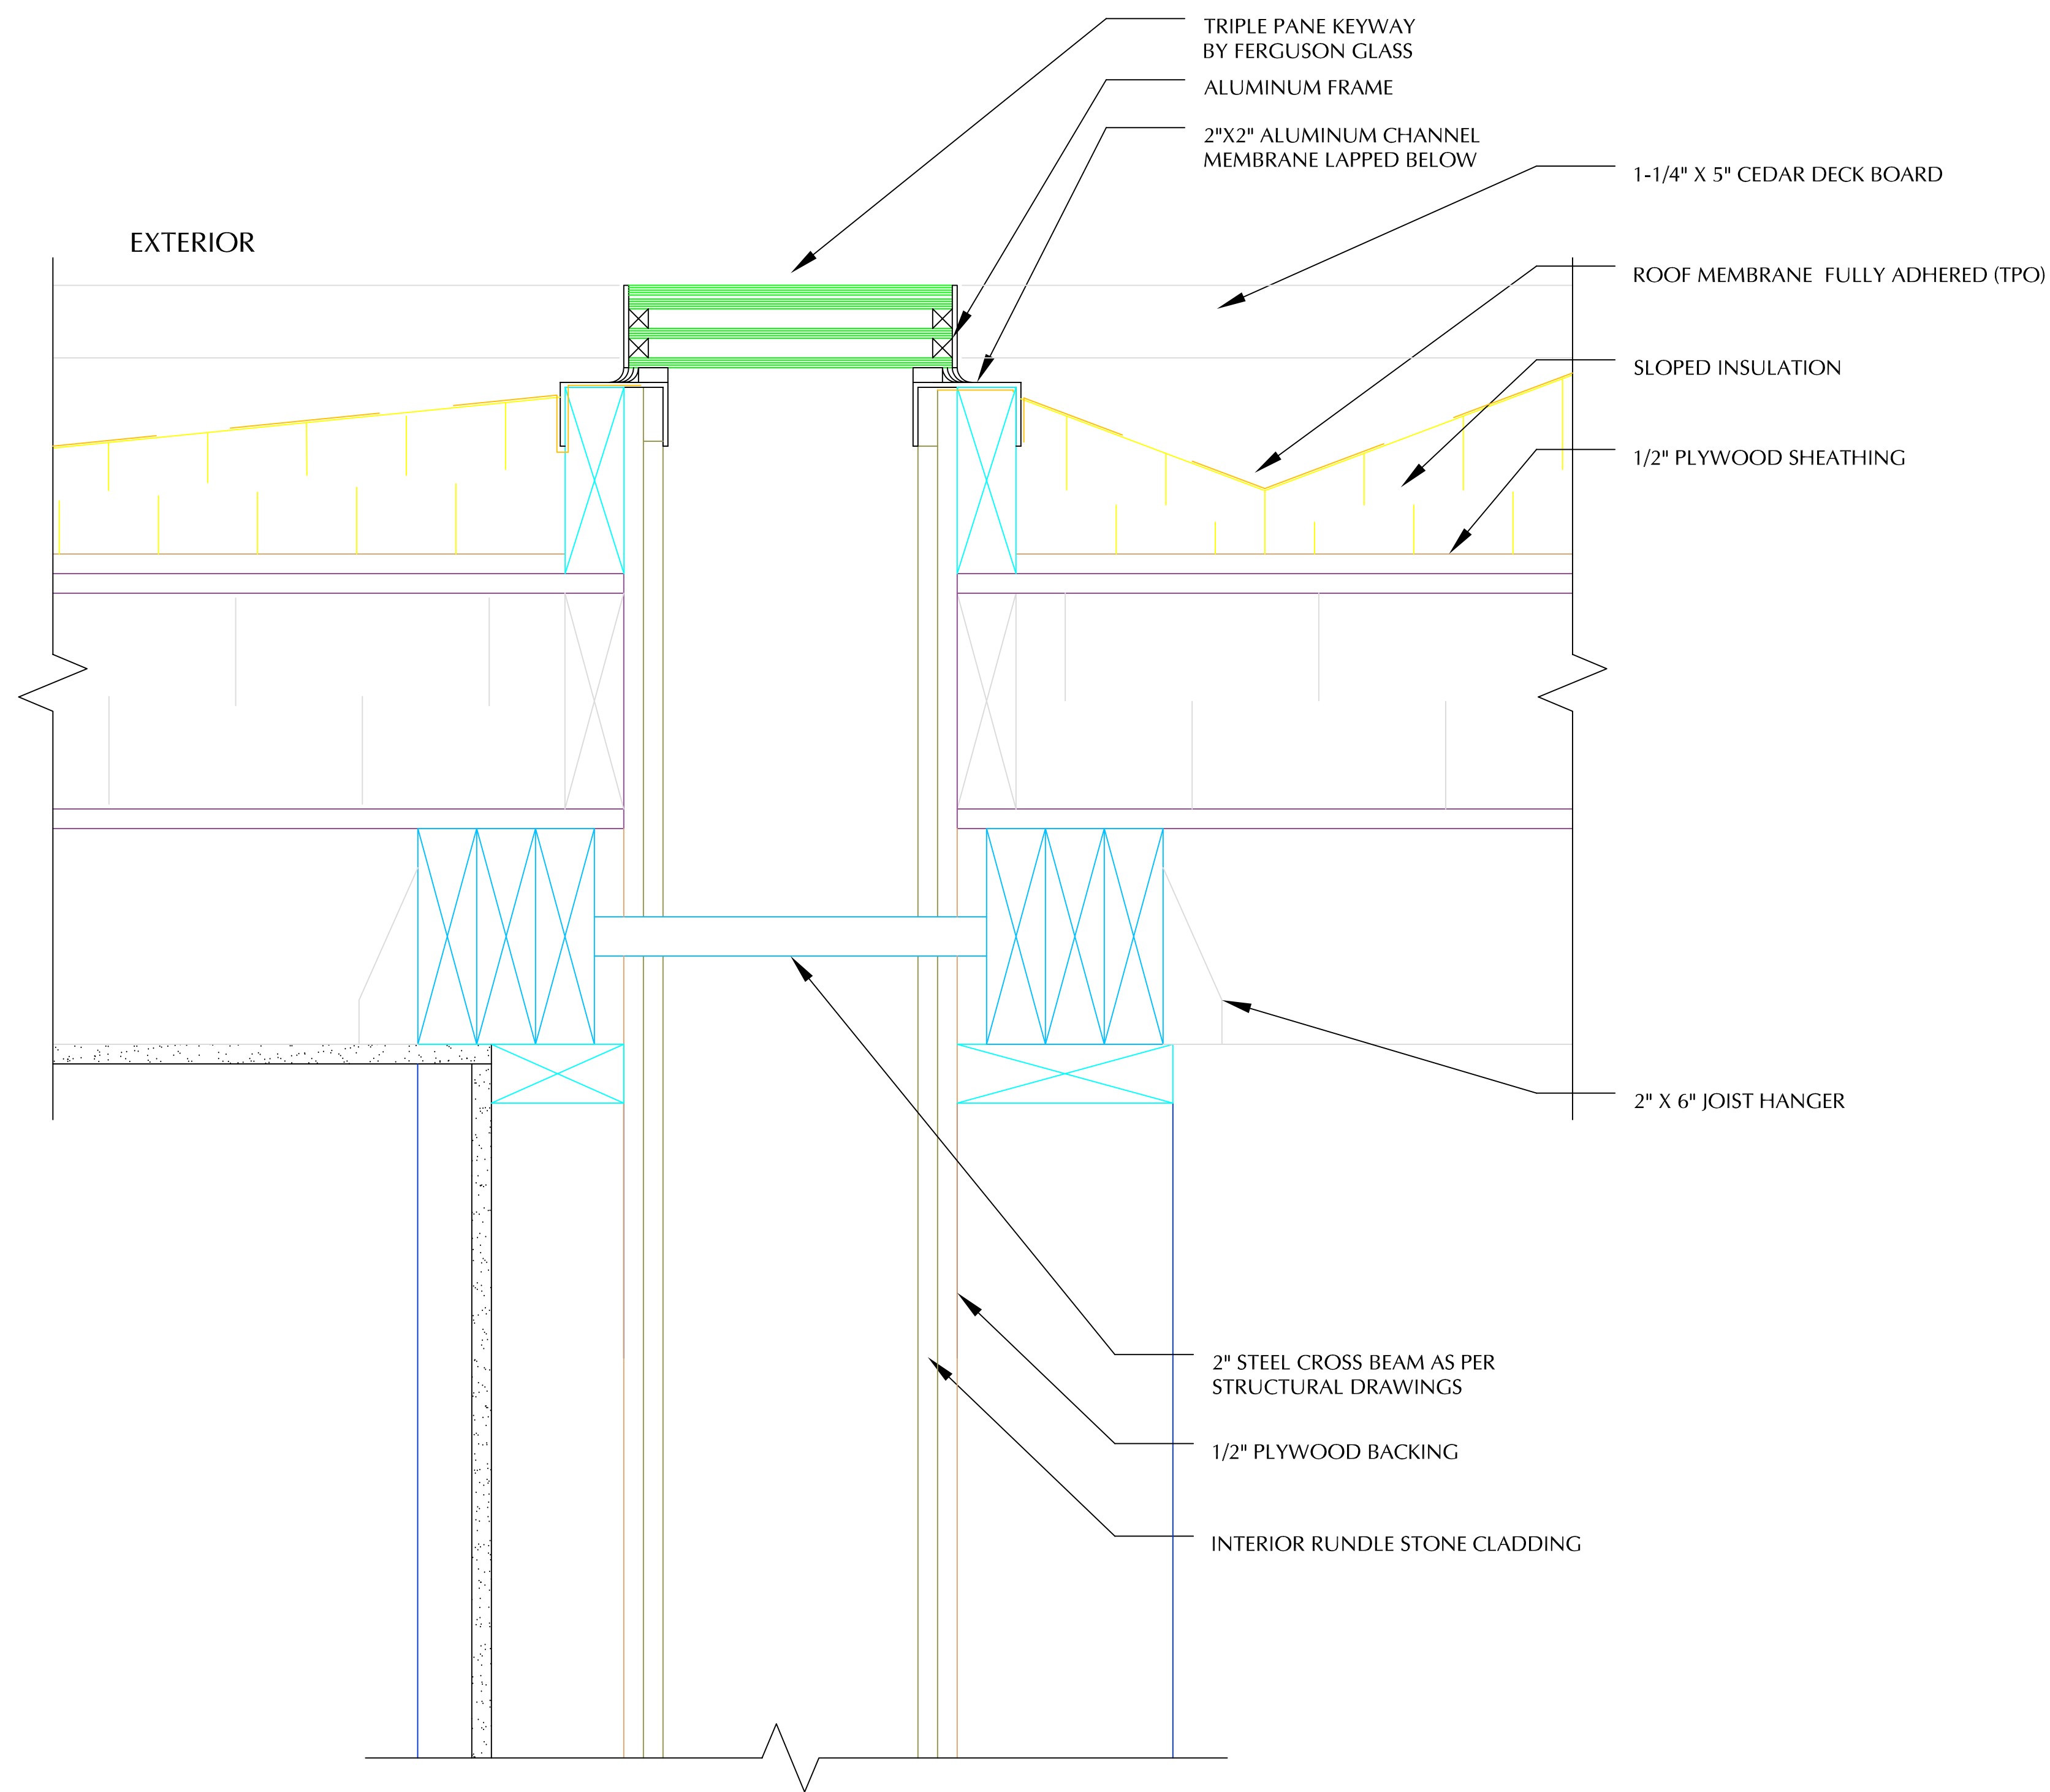 TRIPLE PANE KEYWAY
BY FERGUSON GLASS
ALUMINUM FRAME
2"X2" ALUMINUM CHANNEL
MEMBRANE LAPPED BELOW
1-1/4" X 5" CEDAR DECK BOARD
EXTERIOR
ROOF MEMBRANE FULLY ADHERED (TPO)
SLOPED INSULATION
1/2" PLYWOOD SHEATHING
2" X 6" JOIST HANGER
2" STEEL CROSS BEAM AS PER
STRUCTURAL DRAWINGS
1/2" PLYWOOD BACKING
INTERIOR RUNDLE STONE CLADDING